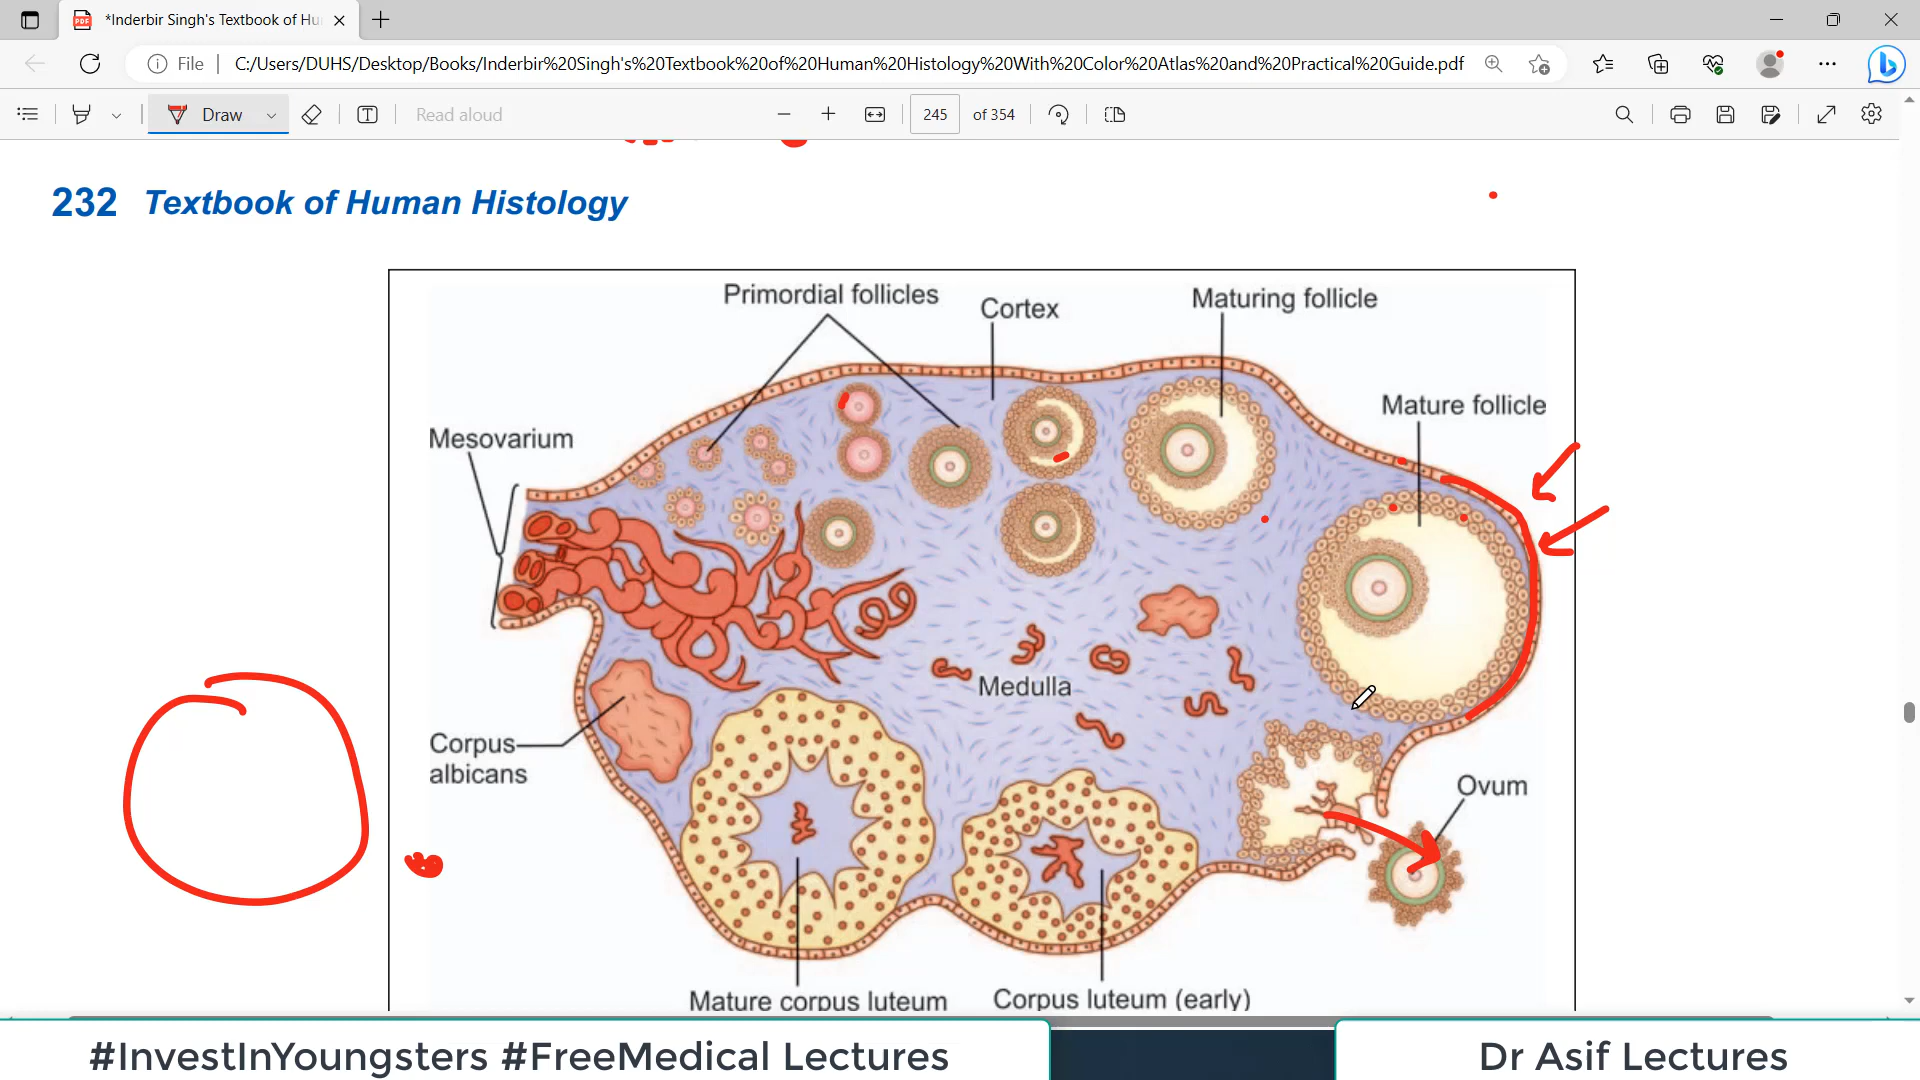 *Inderbir Singh's Textbook of Hu
File
C:/Users/DUHS/Desktop/Books/Inderbir%20Singh's%20Textbook%20of%20Human%20Histology%20With%20Color%20Atlas%20and%20Practical%20Guide.pdf
Draw
Read aloud
245 of 354
232 Textbook of Human Histology
Primordial follicles
Cortex
Maturing follicle
Mature follicle
Mesovarium
Medulla
Corpus
albicans
Ovum
Mature corpus luteum
Corpus luteum (early)
#InvestInYoungsters #FreeMedical Lectures
Dr Asif Lectures